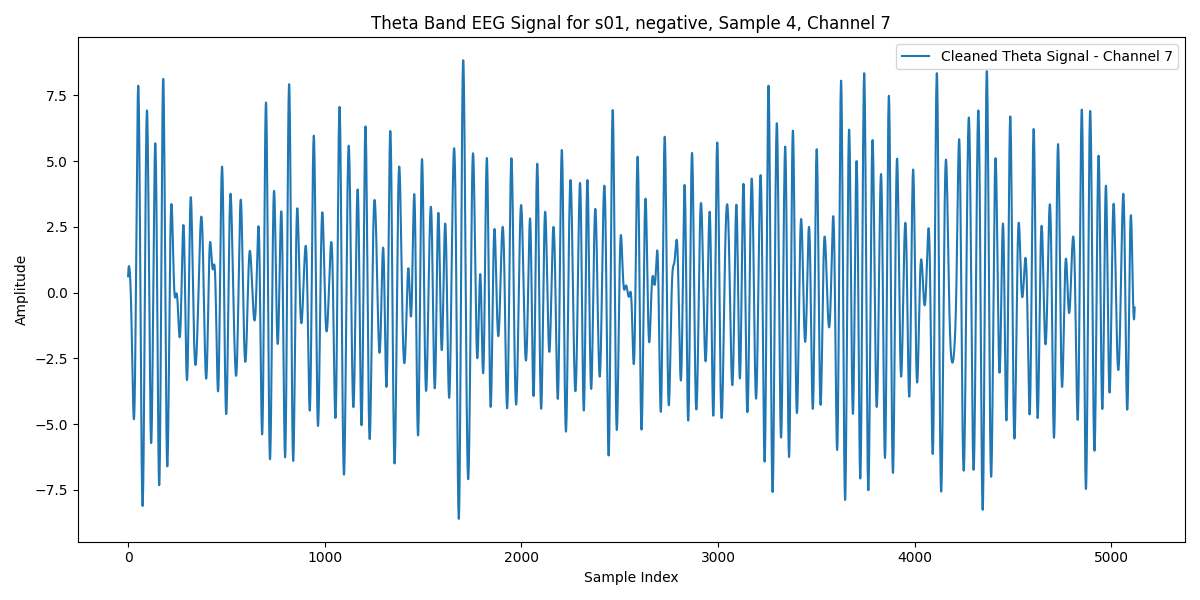 Theta Band EEG Signal for s01, negative, Sample 4, Channel 7
Cleaned Theta Signal - Channel 7
Amplitude
7.5
5.0
2.5
0.0
−2.5
−5.0
−7.5
0 1000 2000 3000 4000 5000
Sample Index